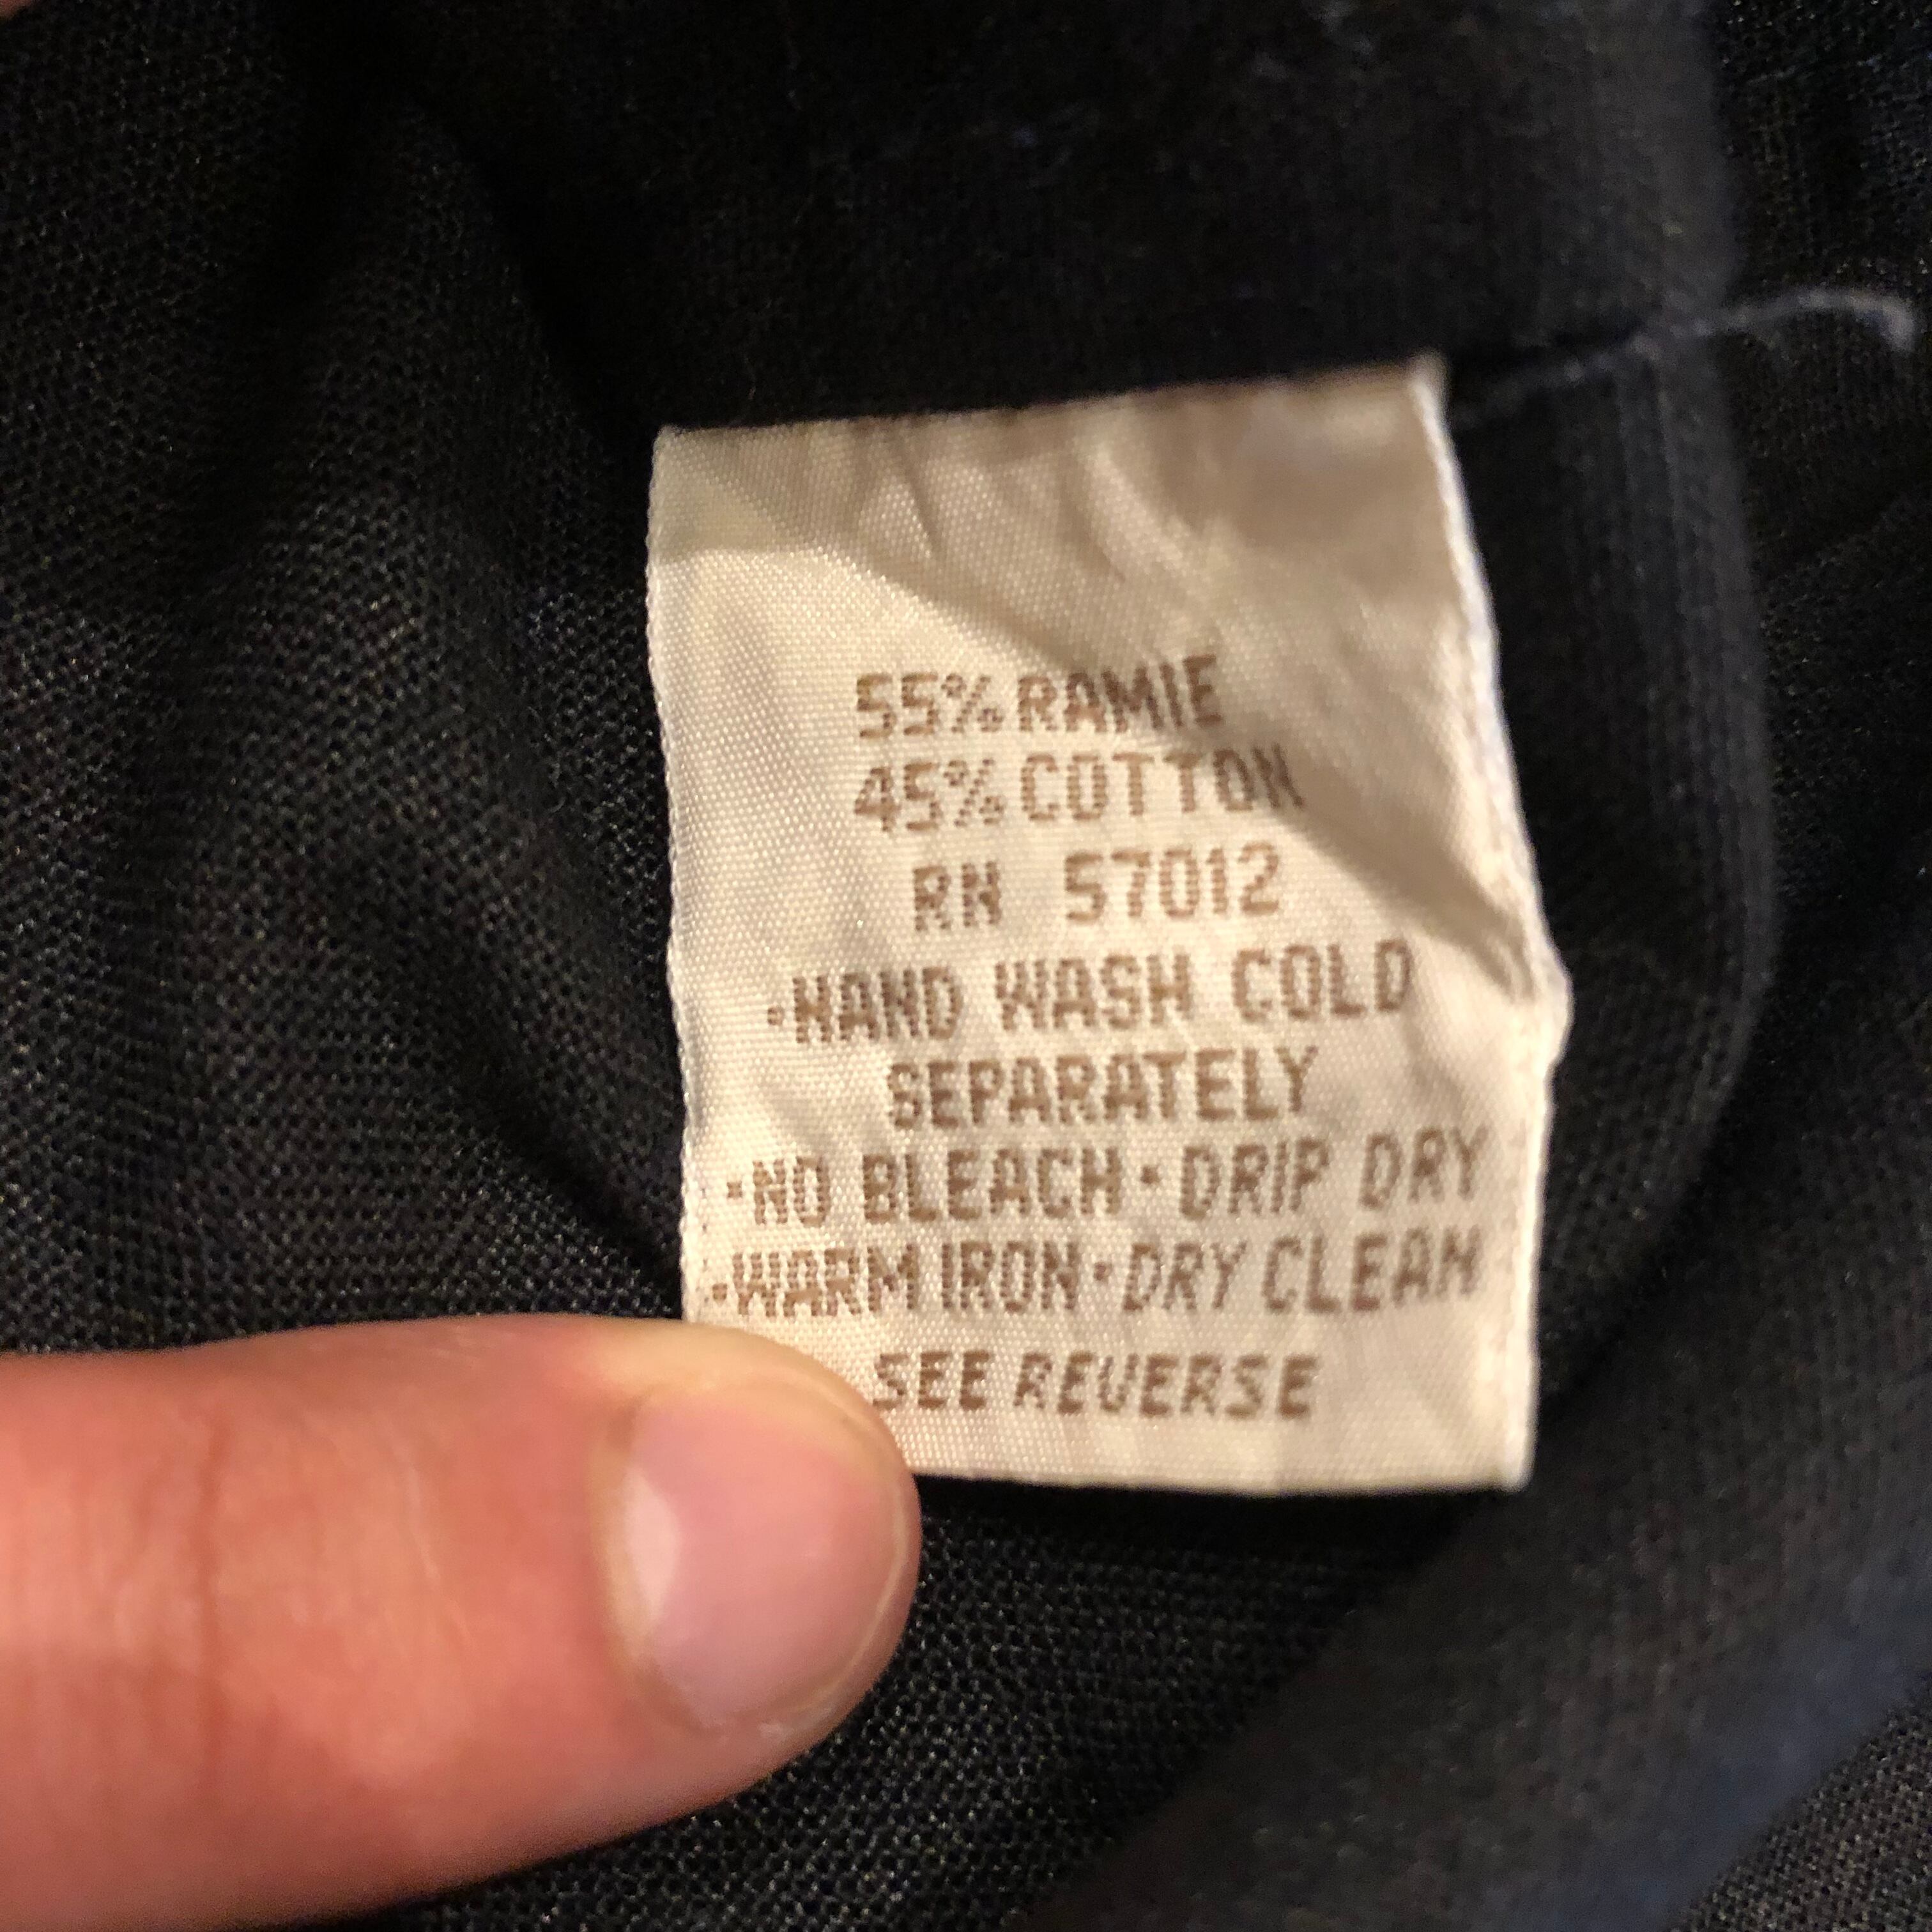 55% RAMIE
45% COTTON
RN 57012
•HAND WASH COLD
SEPARATELY
•NO BLEACH•DRIP DRY
•WARM IRON•DRY CLEAN
SEE REVERSE